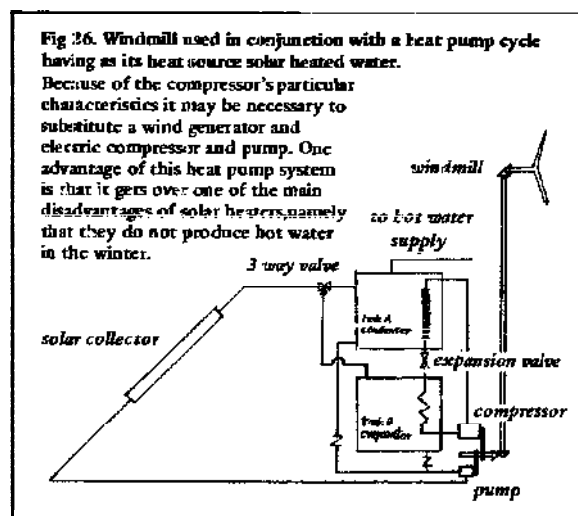 Fig 26. Windmill used in conjunction with a heat pump cycle
having as its heat source solar heated water.
Because of the compressor's particular
characteristics it may be necessary to
substitute a wind generator and
electric compressor and pump. One
advantage of this heat pump system
is that it gets over one of the main
disadvantages of solar heaters, namely
that they do not produce hot water
in the winter.
windmill
to hot water
supply
3 way valve
Tank A
condenser
solar collector
expansion valve
Tank B
evaporator
compressor
pump